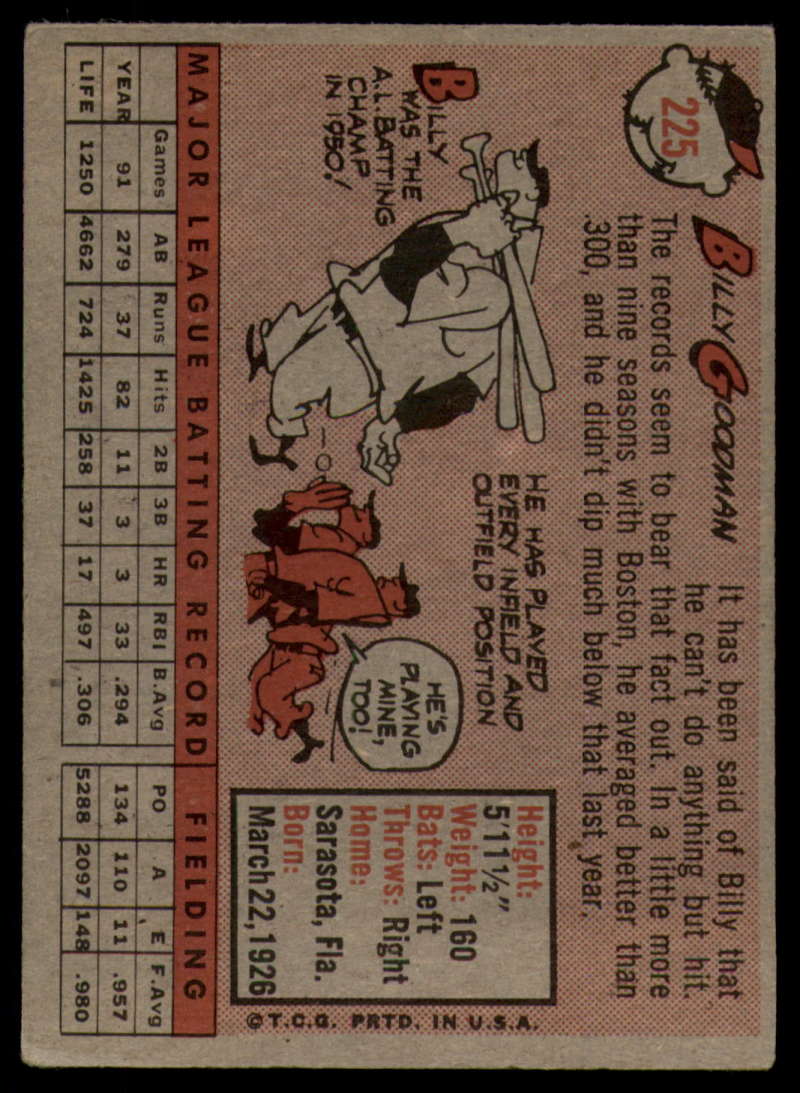 225
BILLY GOODMAN
It has been said of Billy that
he can't do anything but hit.
The records seem to bear that fact out. In a little more
than nine seasons with Boston, he averaged better than
.300, and he didn't dip much below that last year.
BILLY
WAS THE
A.L. BATTING
CHAMP
IN 1950!
HE HAS PLAYED
EVERY INFIELD AND
OUTFIELD POSITION
HE'S
PLAYING
MINE,
TOO!
Height:
5'11½"
Weight: 160
Bats: Left
Throws: Right
Home:
Sarasota, Fla.
Born:
March 22, 1926
©T.C.G. PRTD. IN U.S.A.
MAJOR LEAGUE BATTING RECORD FIELDING
Games AB Runs Hits 2B 3B HR RBI B.Avg PO A E F.Avg
YEAR 91 279 37 82 11 3 3 33 .294 134 110 11 .957
LIFE 1250 4662 724 1425 258 37 17 497 .306 5288 2097 148 .980